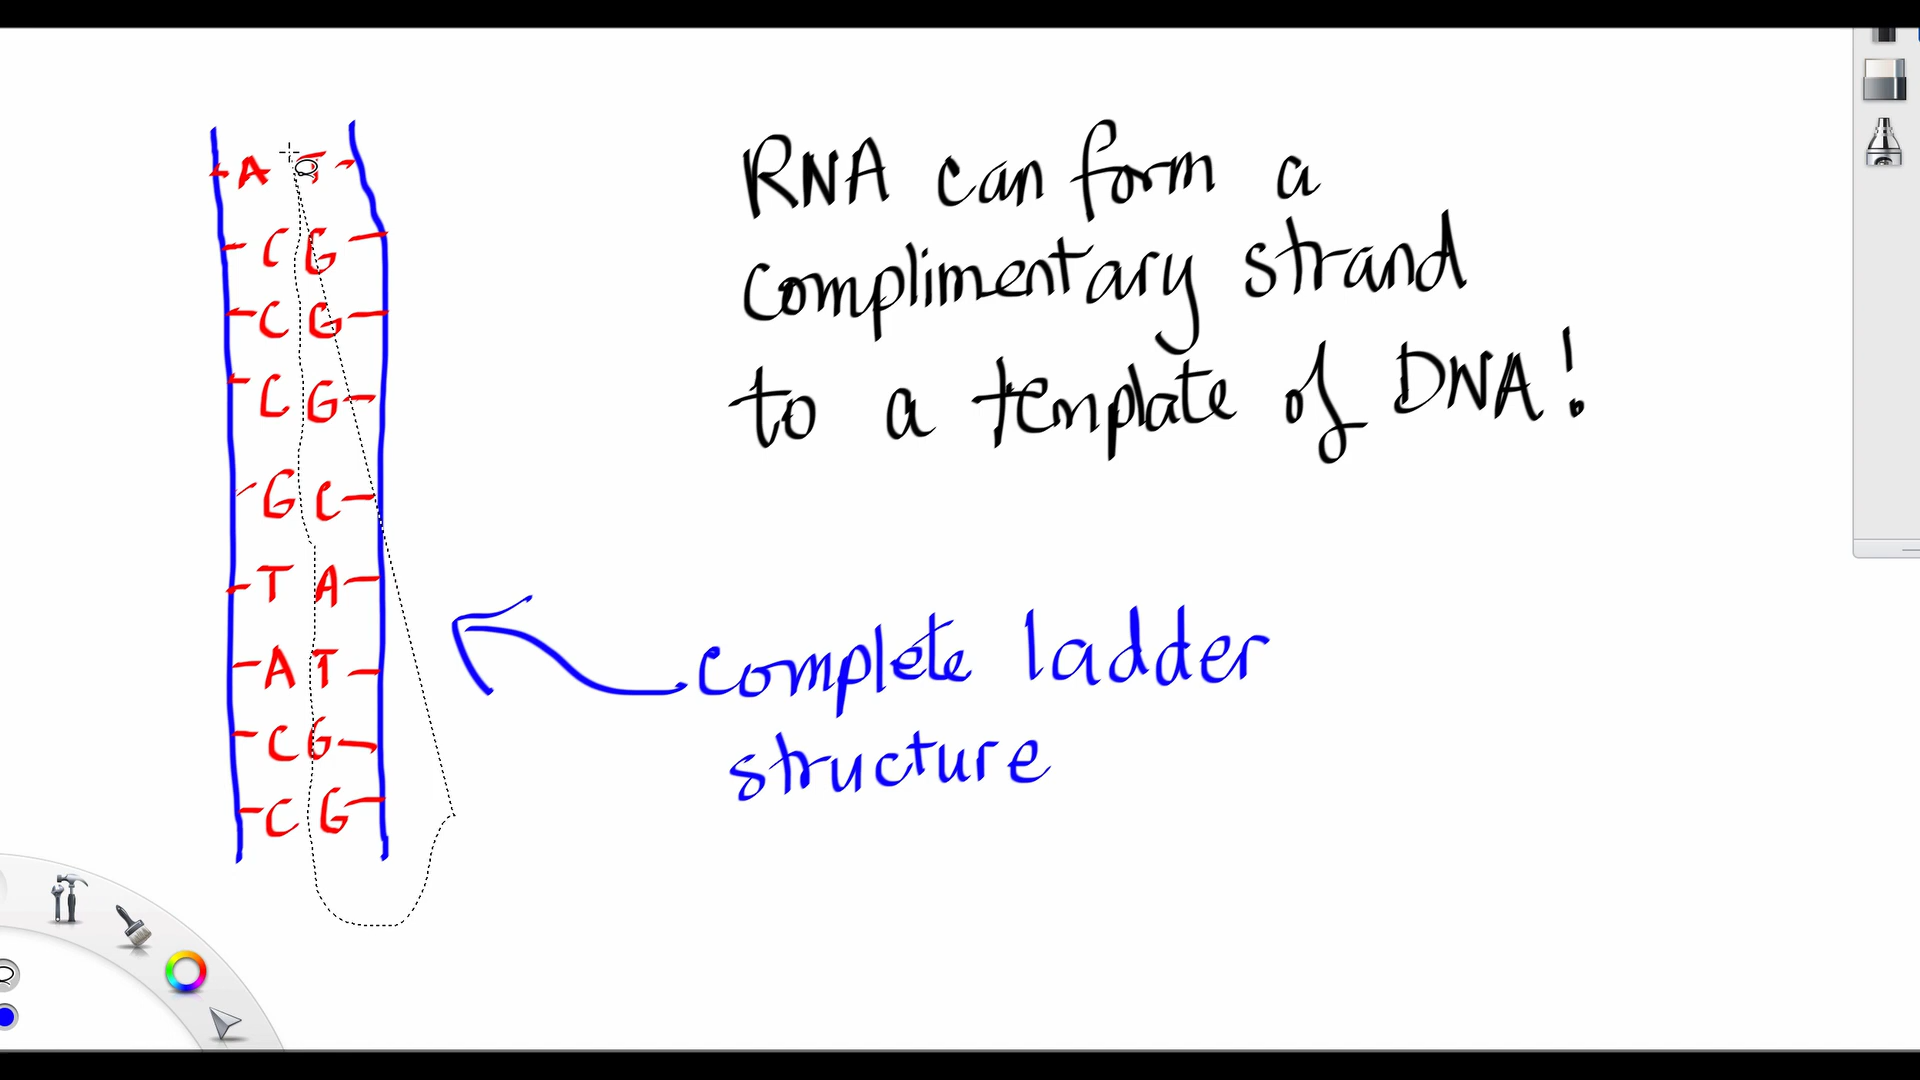 A T
C G
C G
C G
G C
T A
A T
C G
C G
RNA can form a
complimentary strand
to a template of DNA!
complete ladder
structure